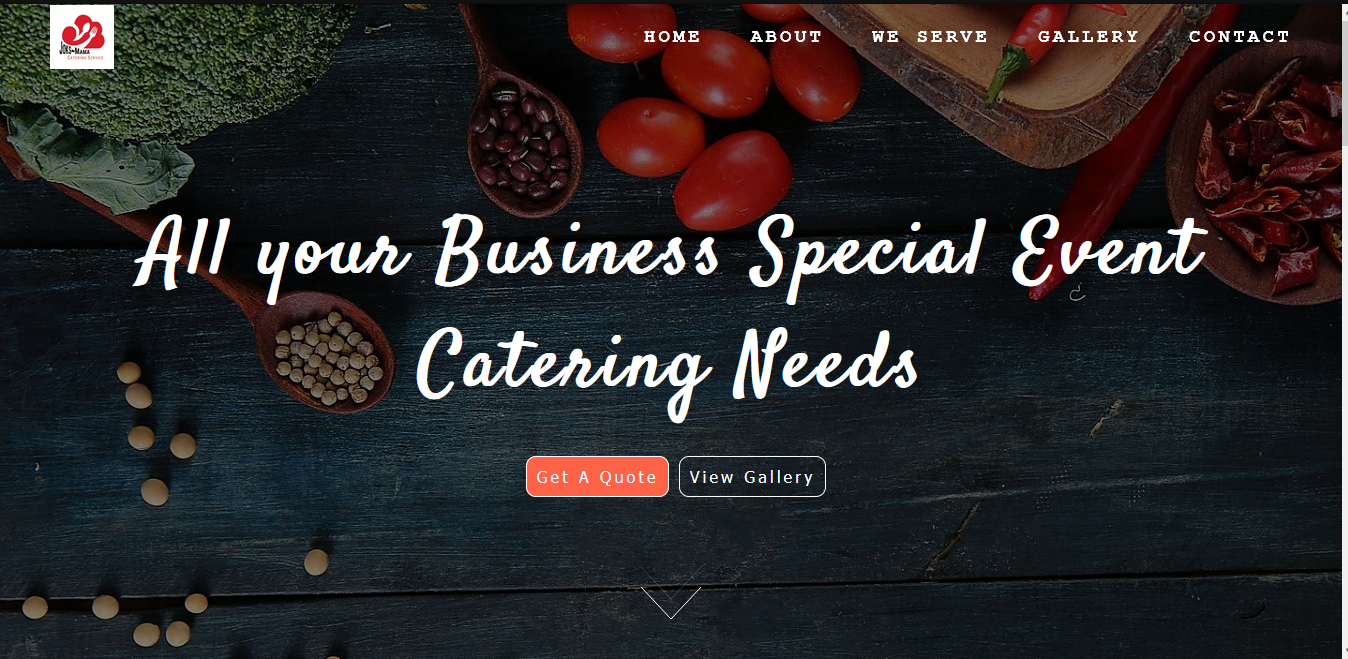 JOKS-MAMA
CATERING SERVICE
HOME ABOUT WE SERVE GALLERY CONTACT
All your Business Special Event
Catering Needs
Get A Quote View Gallery